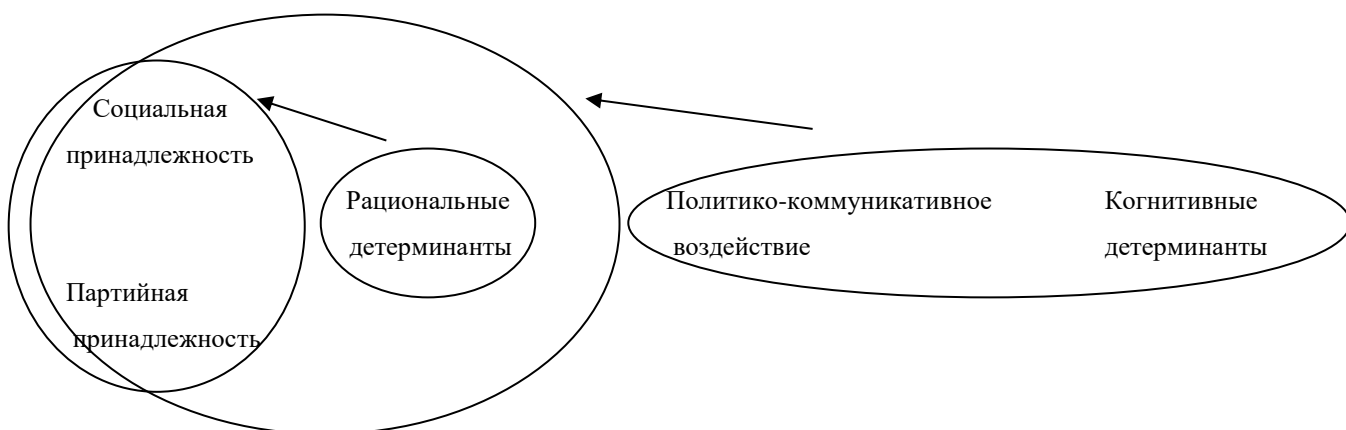 Социальная
принадлежность
Партийная
принадлежность
Рациональные
детерминанты
Политико-коммуникативное
воздействие
Когнитивные
детерминанты